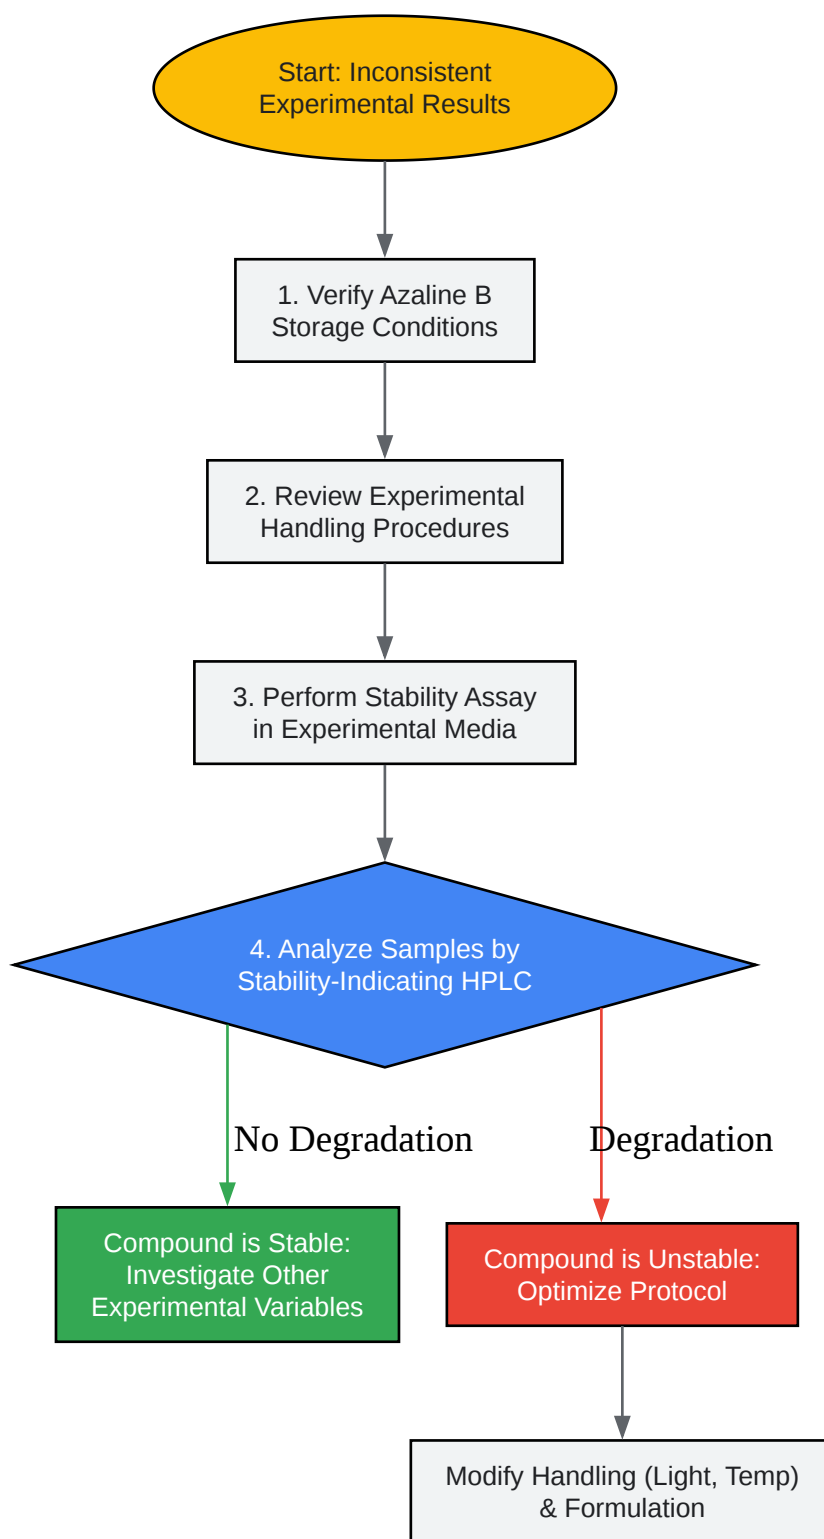 Start: Inconsistent
Experimental Results
1. Verify Azaline B
Storage Conditions
2. Review Experimental
Handling Procedures
3. Perform Stability Assay
in Experimental Media
4. Analyze Samples by
Stability-Indicating HPLC
No Degradation
Degradation
Compound is Stable:
Investigate Other
Experimental Variables
Compound is Unstable:
Optimize Protocol
Modify Handling (Light, Temp)
& Formulation